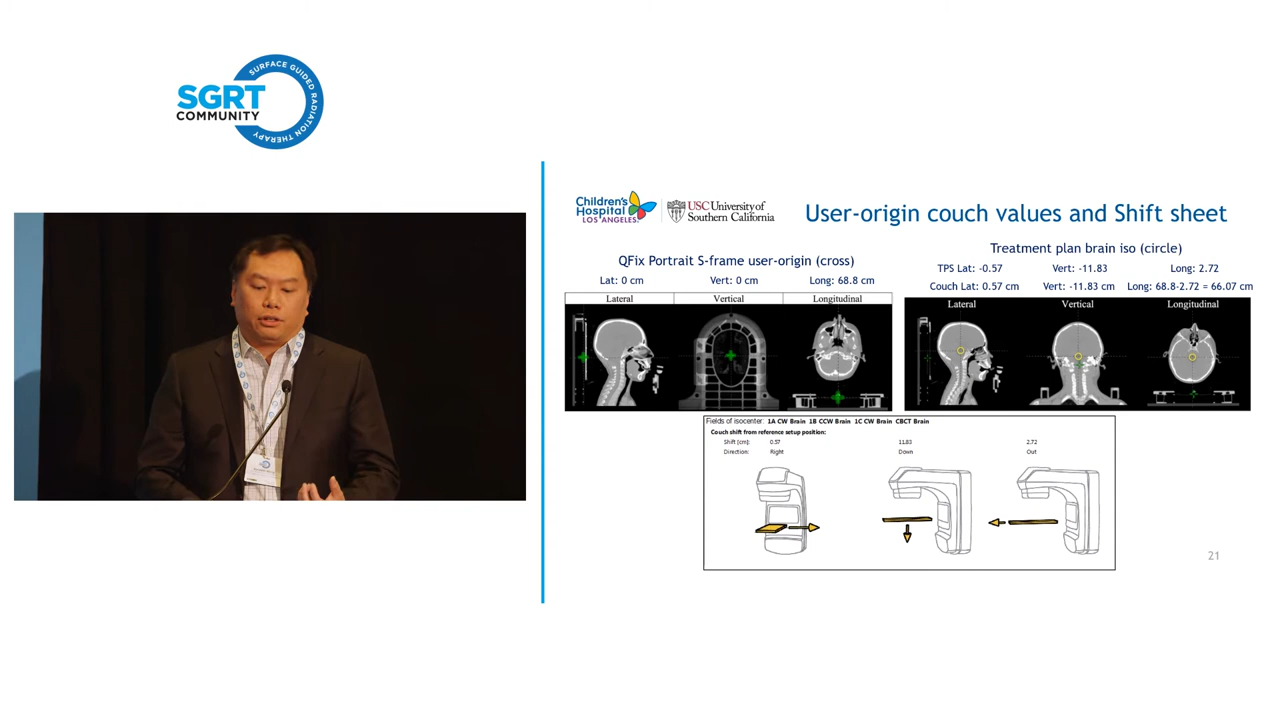 SURFACE GUIDED RADIATION THERAPY
SGRT
COMMUNITY
Children's
Hospital
LOS ANGELES
USC University of
Southern California
User-origin couch values and Shift sheet
QFix Portrait S-frame user-origin (cross)
Lat: 0 cm Vert: 0 cm Long: 68.8 cm
Lateral Vertical Longitudinal
Treatment plan brain iso (circle)
TPS Lat: -0.57 Vert: -11.83 Long: 2.72
Couch Lat: 0.57 cm Vert: -11.83 cm Long: 68.8-2.72 = 66.07 cm
Lateral Vertical Longitudinal
Fields of isocenter: 1A CW Brain 1B CCW Brain 1C CW Brain CBCT Brain
Couch shift from reference setup position:
Shift [cm]: 0.57 11.83 2.72
Direction: Right Down Out
21